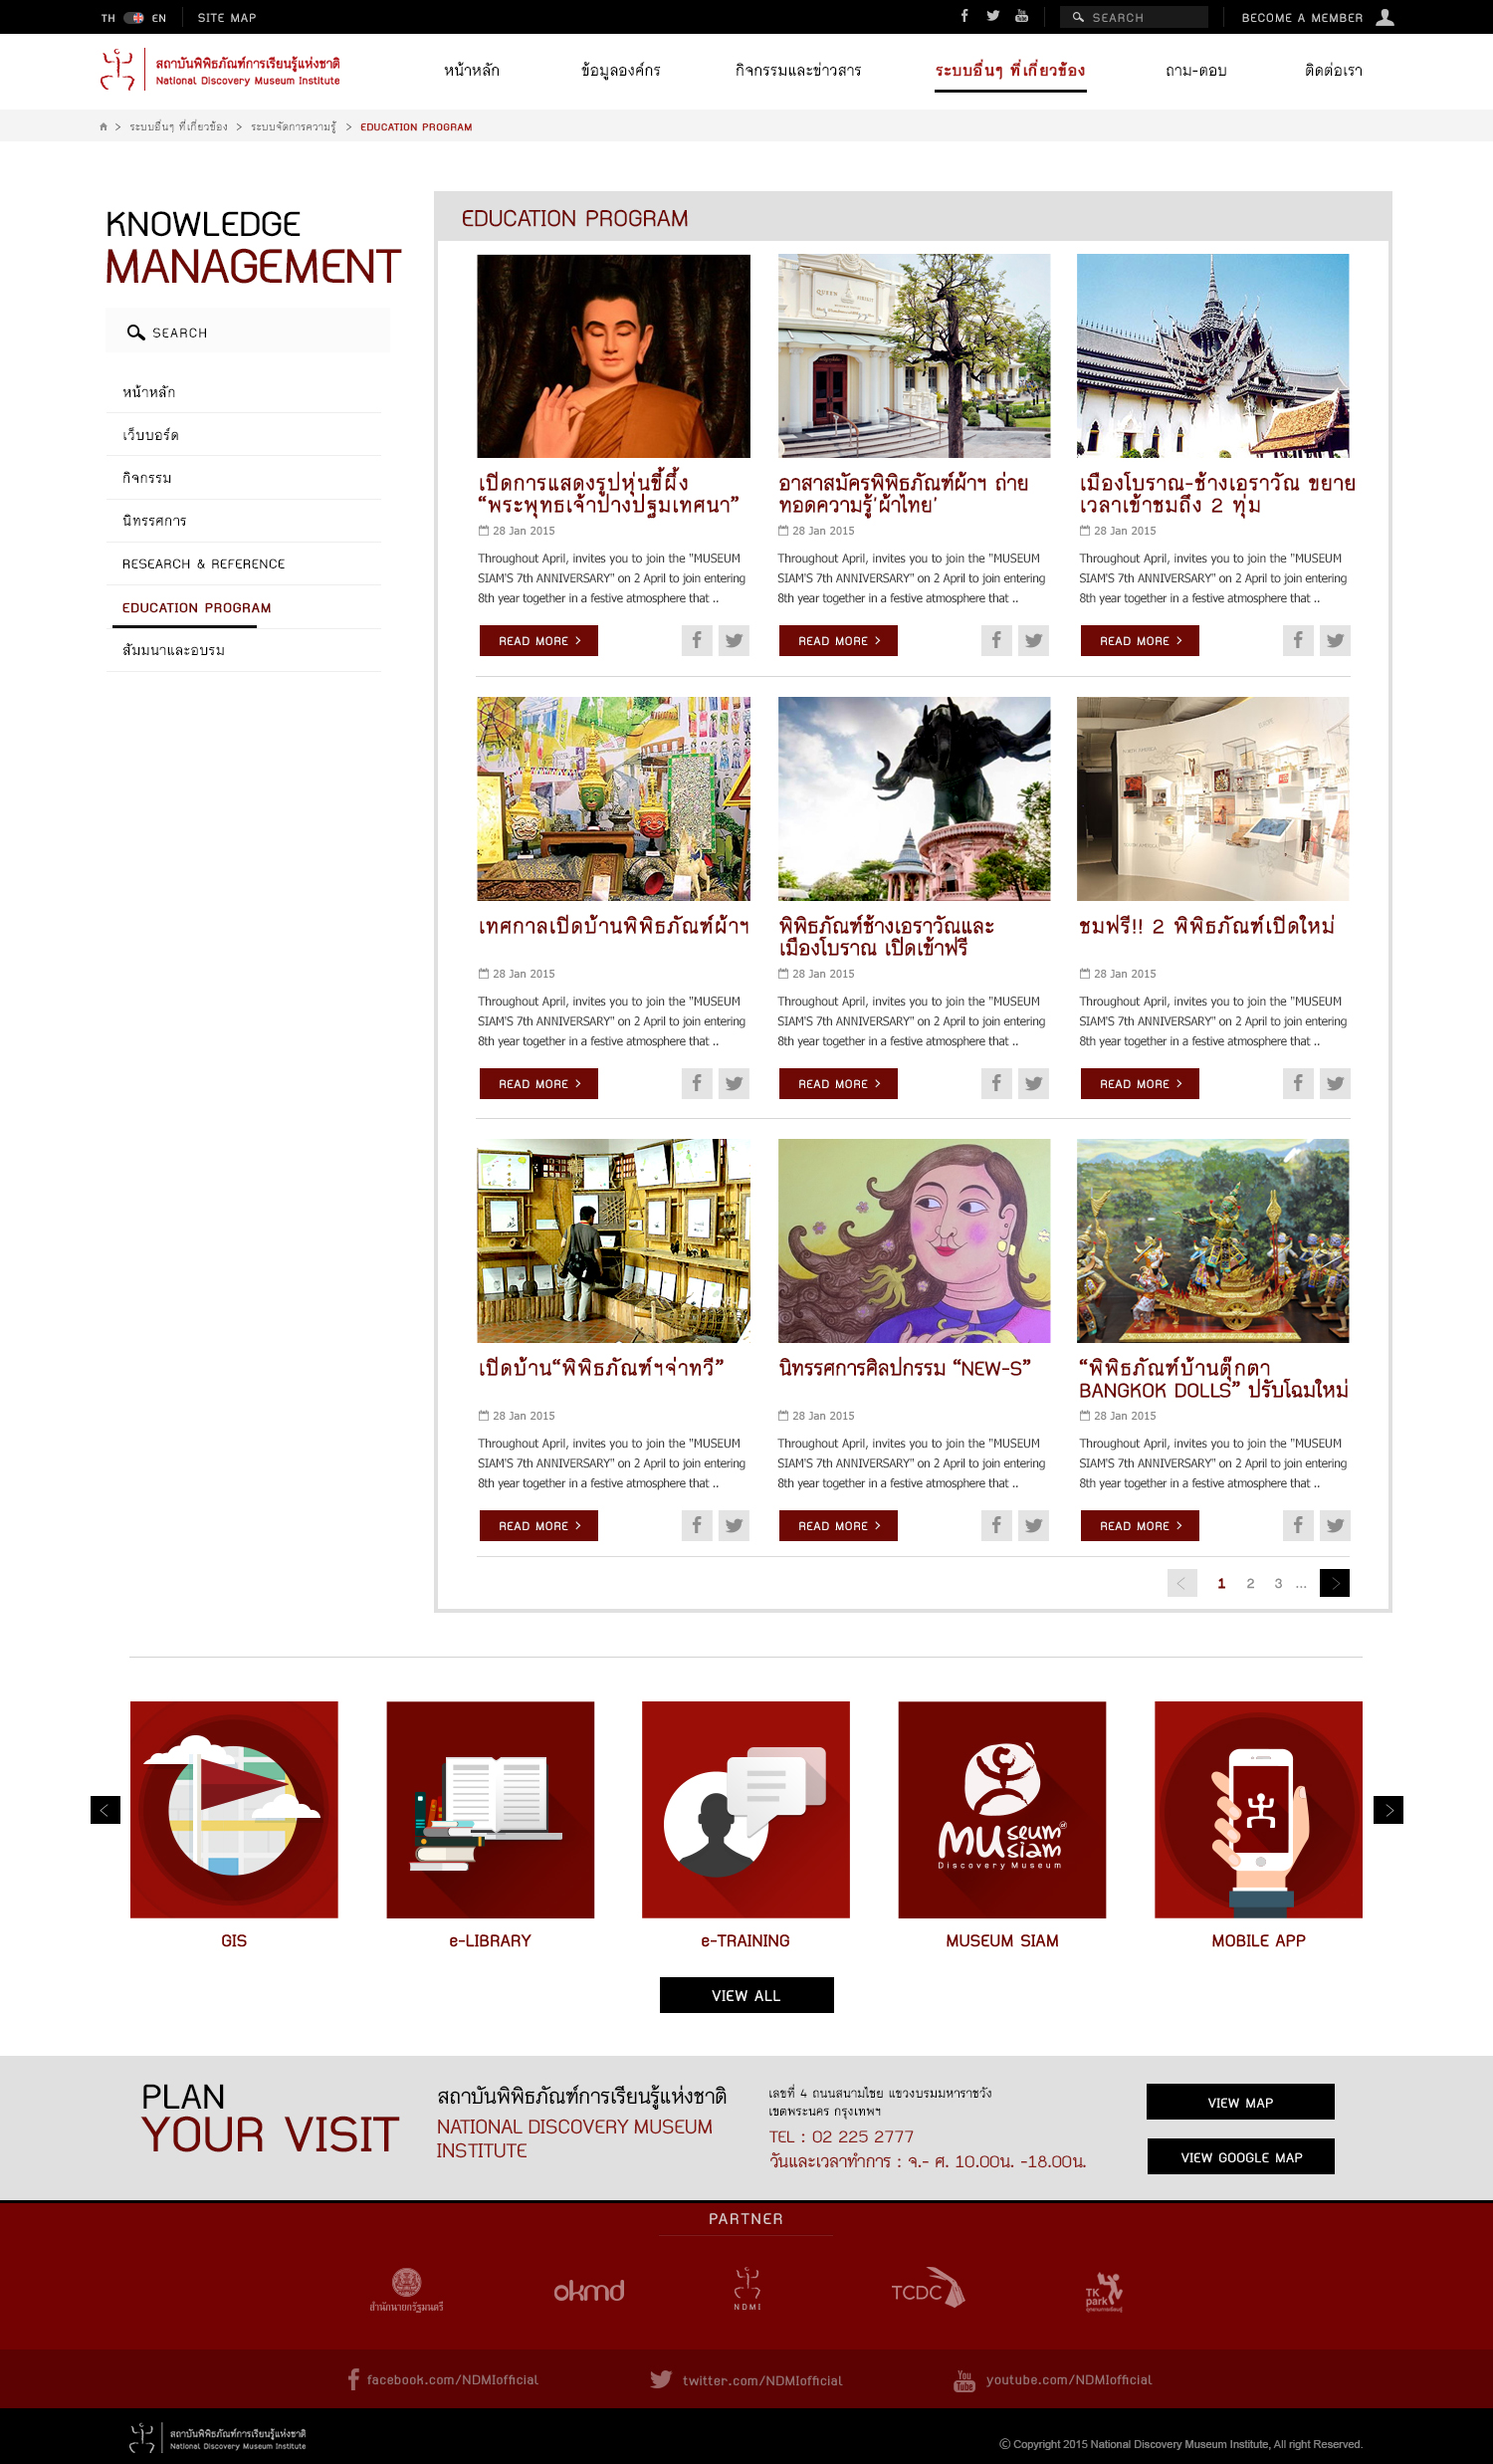 TH EN SITE MAP SEARCH BECOME A MEMBER
สถาบันพิพิธภัณฑ์การเรียนรู้แห่งชาติ
National Discovery Museum Institute
หน้าหลัก ข้อมูลองค์กร กิจกรรมและข่าวสาร ระบบอื่นๆ ที่เกี่ยวข้อง ถาม-ตอบ ติดต่อเรา
> ระบบอื่นๆ ที่เกี่ยวข้อง > ระบบจัดการความรู้ > EDUCATION PROGRAM
KNOWLEDGE
MANAGEMENT
SEARCH
หน้าหลัก
เว็บบอร์ด
กิจกรรม
นิทรรศการ
RESEARCH & REFERENCE
EDUCATION PROGRAM
สัมมนาและอบรม
EDUCATION PROGRAM
เปิดการแสดงรูปหุ่นขี้ผึ้ง
“พระพุทธเจ้าปางปฐมเทศนา”
28 Jan 2015
Throughout April, invites you to join the "MUSEUM
SIAM'S 7th ANNIVERSARY" on 2 April to join entering
8th year together in a festive atmosphere that ..
READ MORE >
QUEEN SIRIKIT
อาสาสมัครพิพิธภัณฑ์ผ้าฯ ถ่าย
ทอดความรู้'ผ้าไทย'
28 Jan 2015
Throughout April, invites you to join the "MUSEUM
SIAM'S 7th ANNIVERSARY" on 2 April to join entering
8th year together in a festive atmosphere that ..
READ MORE >
เมืองโบราณ-ช้างเอราวัณ ขยาย
เวลาเข้าชมถึง 2 ทุ่ม
28 Jan 2015
Throughout April, invites you to join the "MUSEUM
SIAM'S 7th ANNIVERSARY" on 2 April to join entering
8th year together in a festive atmosphere that ..
READ MORE >
เทศกาลเปิดบ้านพิพิธภัณฑ์ผ้าฯ
28 Jan 2015
Throughout April, invites you to join the "MUSEUM
SIAM'S 7th ANNIVERSARY" on 2 April to join entering
8th year together in a festive atmosphere that ..
READ MORE >
พิพิธภัณฑ์ช้างเอราวัณและ
เมืองโบราณ เปิดเข้าฟรี
28 Jan 2015
Throughout April, invites you to join the "MUSEUM
SIAM'S 7th ANNIVERSARY" on 2 April to join entering
8th year together in a festive atmosphere that ..
READ MORE >
ชมฟรี!! 2 พิพิธภัณฑ์เปิดใหม่
28 Jan 2015
Throughout April, invites you to join the "MUSEUM
SIAM'S 7th ANNIVERSARY" on 2 April to join entering
8th year together in a festive atmosphere that ..
READ MORE >
เปิดบ้าน“พิพิธภัณฑ์ฯจ่าทวี”
28 Jan 2015
Throughout April, invites you to join the "MUSEUM
SIAM'S 7th ANNIVERSARY" on 2 April to join entering
8th year together in a festive atmosphere that ..
READ MORE >
นิทรรศการศิลปกรรม “NEW-S”
28 Jan 2015
Throughout April, invites you to join the "MUSEUM
SIAM'S 7th ANNIVERSARY" on 2 April to join entering
8th year together in a festive atmosphere that ..
READ MORE >
“พิพิธภัณฑ์บ้านตุ๊กตา
BANGKOK DOLLS” ปรับโฉมใหม่
28 Jan 2015
Throughout April, invites you to join the "MUSEUM
SIAM'S 7th ANNIVERSARY" on 2 April to join entering
8th year together in a festive atmosphere that ..
READ MORE >
< 1 2 3 ... >
Museum Siam
Discovery Museum
GIS e-LIBRARY e-TRAINING MUSEUM SIAM MOBILE APP
VIEW ALL
PLAN
YOUR VISIT
สถาบันพิพิธภัณฑ์การเรียนรู้แห่งชาติ
NATIONAL DISCOVERY MUSEUM
INSTITUTE
เลขที่ 4 ถนนสนามไชย แขวงบรมมหาราชวัง
เขตพระนคร กรุงเทพฯ
TEL : 02 225 2777
วันและเวลาทำการ : จ.- ศ. 10.00น. -18.00น.
VIEW MAP
VIEW GOOGLE MAP
PARTNER
สำนักนายกรัฐมนตรี
okmd
NDMI
TCDC
TK park
facebook.com/NDMIofficial
twitter.com/NDMIofficial
You Tube youtube.com/NDMIofficial
สถาบันพิพิธภัณฑ์การเรียนรู้แห่งชาติ
National Discovery Museum Institute
© Copyright 2015 National Discovery Museum Institute, All right Reserved.